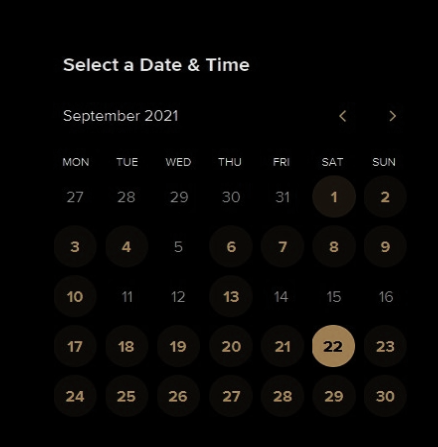 Select a Date & Time
September 2021
MON TUE WED THU FRI SAT SUN
27 28 29 30 31 1 2
3 4 5 6 7 8 9
10 11 12 13 14 15 16
17 18 19 20 21 22 23
24 25 26 27 28 29 30